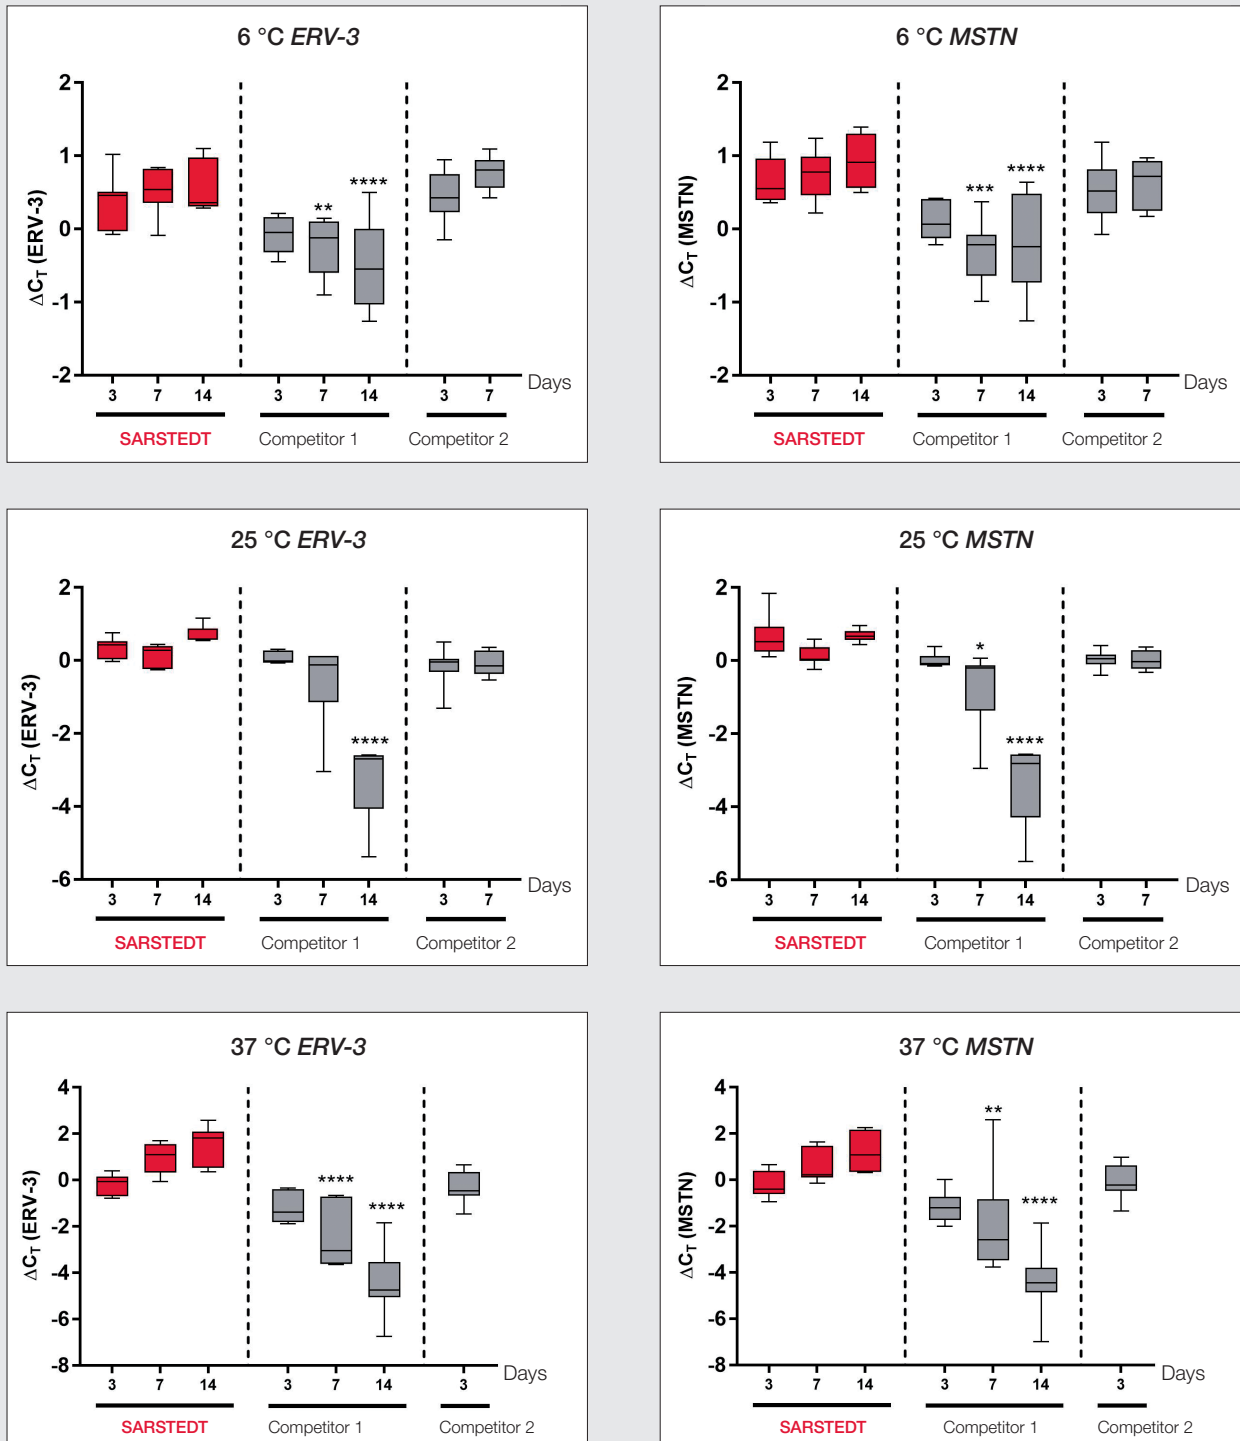 6 °C ERV-3
2
1
0
-1
-2
ΔCT (ERV-3)
**
****
3 7 14 3 7 14 3 7 Days
SARSTEDT Competitor 1 Competitor 2
6 °C MSTN
2
1
0
-1
-2
ΔCT (MSTN)
***
****
3 7 14 3 7 14 3 7 Days
SARSTEDT Competitor 1 Competitor 2
25 °C ERV-3
2
0
-2
-4
-6
ΔCT (ERV-3)
****
3 7 14 3 7 14 3 7 Days
SARSTEDT Competitor 1 Competitor 2
25 °C MSTN
2
0
-2
-4
-6
ΔCT (MSTN)
*
****
3 7 14 3 7 14 3 7 Days
SARSTEDT Competitor 1 Competitor 2
37 °C ERV-3
4
2
0
-2
-4
-6
-8
ΔCT (ERV-3)
****
****
3 7 14 3 7 14 3 Days
SARSTEDT Competitor 1 Competitor 2
37 °C MSTN
4
2
0
-2
-4
-6
-8
ΔCT (MSTN)
**
****
3 7 14 3 7 14 3 Days
SARSTEDT Competitor 1 Competitor 2